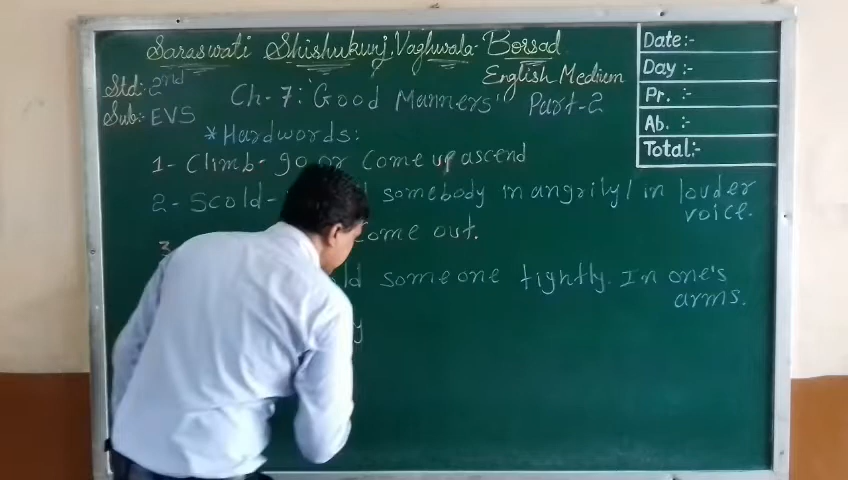 Saraswati Shishukunj, Vaghwala-Borsad
English Medium
Std:- 2nd
Sub:- EVS
Ch-7: "Good Manners" Part-2
* Hardwords:
1- Climb - go or Come up ascend
2- Scold - somebody in angrily / in louder voice.
3 come out.
someone tightly. In one's arms.
Date:-
Day :-
Pr. :-
Ab. :-
Total:-